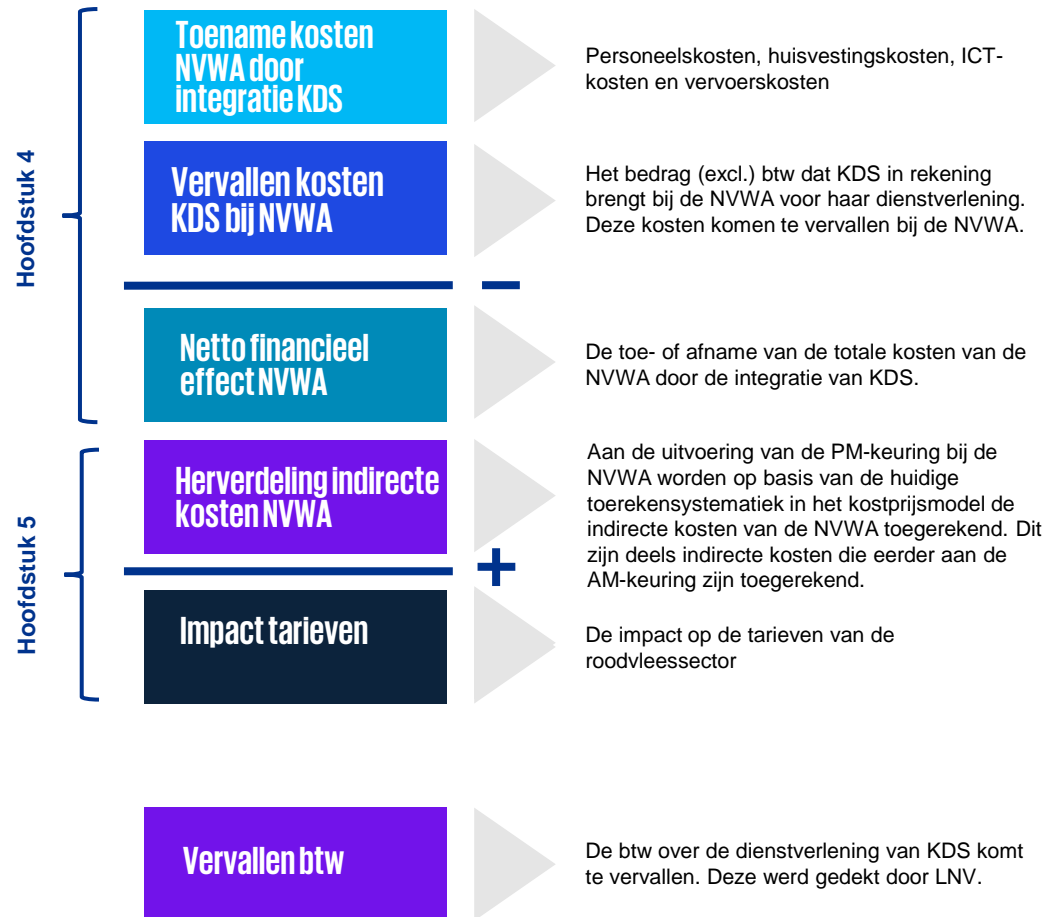 Hoofdstuk 4
Toename kosten
NVWA door
integratie KDS
Personeelskosten, huisvestingskosten, ICT-
kosten en vervoerskosten
Vervallen kosten
KDS bij NVWA
Het bedrag (excl.) btw dat KDS in rekening
brengt bij de NVWA voor haar dienstverlening.
Deze kosten komen te vervallen bij de NVWA.
–
Netto financieel
effect NVWA
De toe- of afname van de totale kosten van de
NVWA door de integratie van KDS.
Hoofdstuk 5
Herverdeling indirecte
kosten NVWA
Aan de uitvoering van de PM-keuring bij de
NVWA worden op basis van de huidige
toerekensystematiek in het kostprijsmodel de
indirecte kosten van de NVWA toegerekend. Dit
zijn deels indirecte kosten die eerder aan de
AM-keuring zijn toegerekend.
+
Impact tarieven
De impact op de tarieven van de
roodvleessector
Vervallen btw
De btw over de dienstverlening van KDS komt
te vervallen. Deze werd gedekt door LNV.